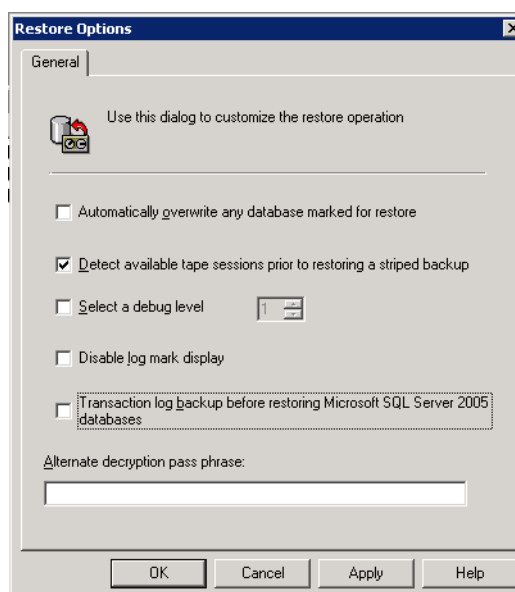 Restore Options
General
Use this dialog to customize the restore operation
Automatically overwrite any database marked for restore
Detect available tape sessions prior to restoring a striped backup
Select a debug level
1
Disable log mark display
Transaction log backup before restoring Microsoft SQL Server 2005
databases
Alternate decryption pass phrase:
OK
Cancel
Apply
Help